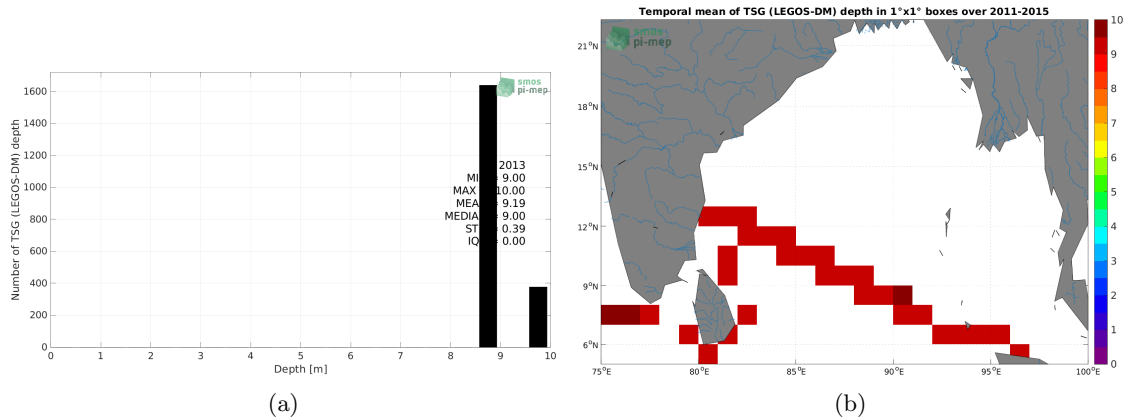 1600
1400
1200
1000
800
600
400
200
0
Number of TSG (LEGOS-DM) depth
smos
pi-mep
2013
= 9.00
MAX 10.00
= 9.19
MEDIA = 9.00
= 0.39
= 0.00
0 1 2 3 4 5 6 7 8 9 10
Depth [m]
(a)
Temporal mean of TSG (LEGOS-DM) depth in 1°x1° boxes over 2011-2015
smos
pi-mep
21°N
18°N
15°N
12°N
9°N
6°N
75°E 80°E 85°E 90°E 95°E 100°E
10
9
8
7
6
5
4
3
2
1
0
(b)